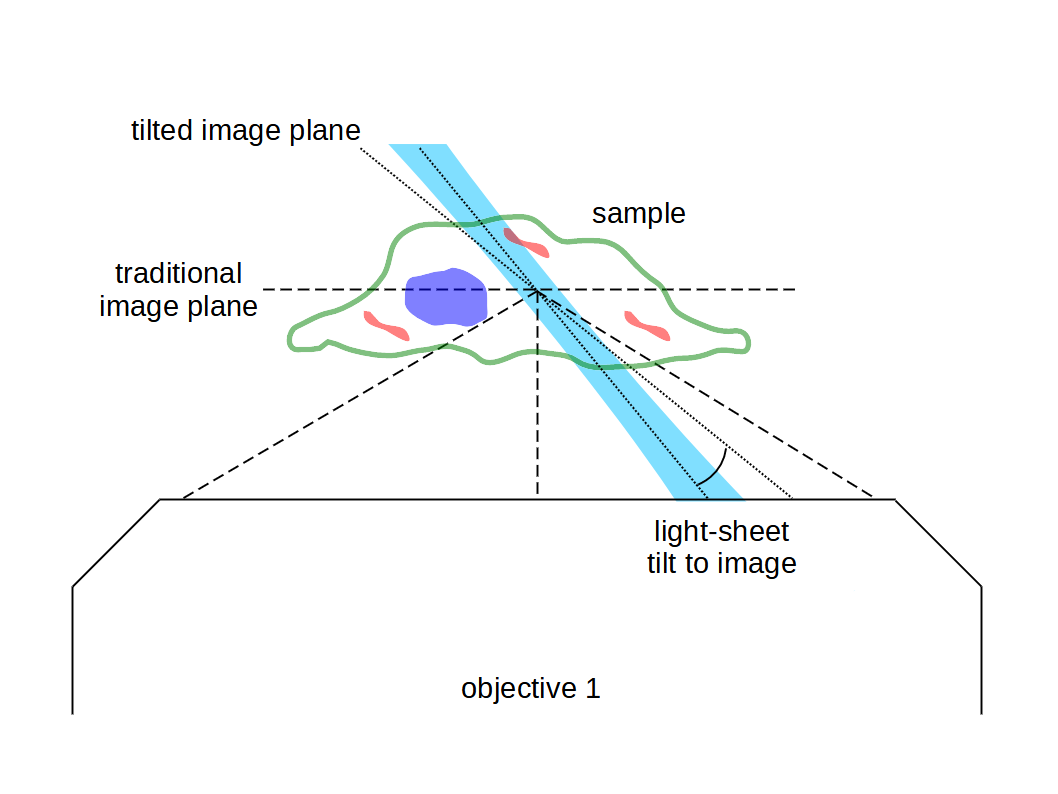 tilted image plane
sample
traditional
image plane
light-sheet
tilt to image
objective 1